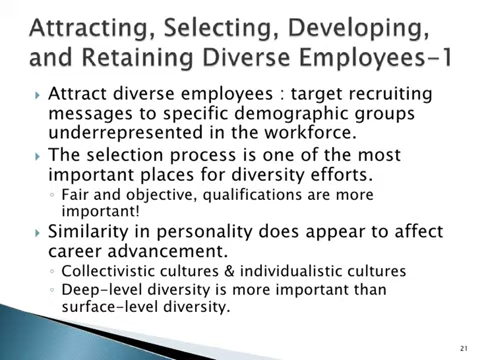 Attracting, Selecting, Developing,
and Retaining Diverse Employees-1
Attract diverse employees : target recruiting
messages to specific demographic groups
underrepresented in the workforce.
The selection process is one of the most
important places for diversity efforts.
Fair and objective, qualifications are more
important!
Similarity in personality does appear to affect
career advancement.
Collectivistic cultures & individualistic cultures
Deep-level diversity is more important than
surface-level diversity.
21